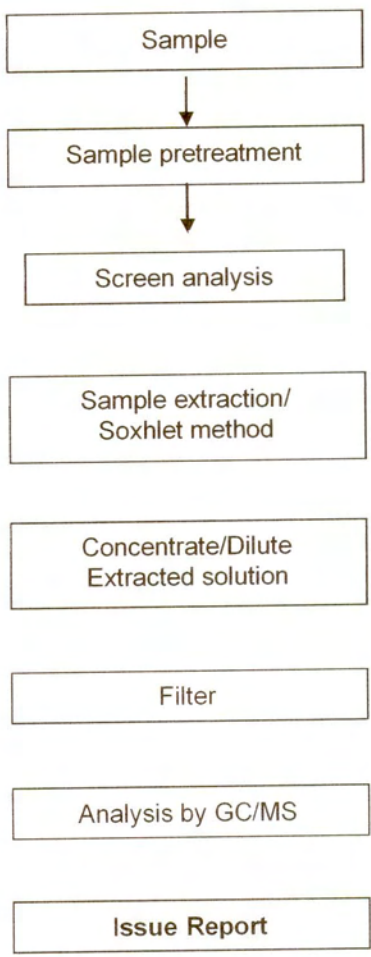 Sample
Sample pretreatment
Screen analysis
Sample extraction/
Soxhlet method
Concentrate/Dilute
Extracted solution
Filter
Analysis by GC/MS
Issue Report